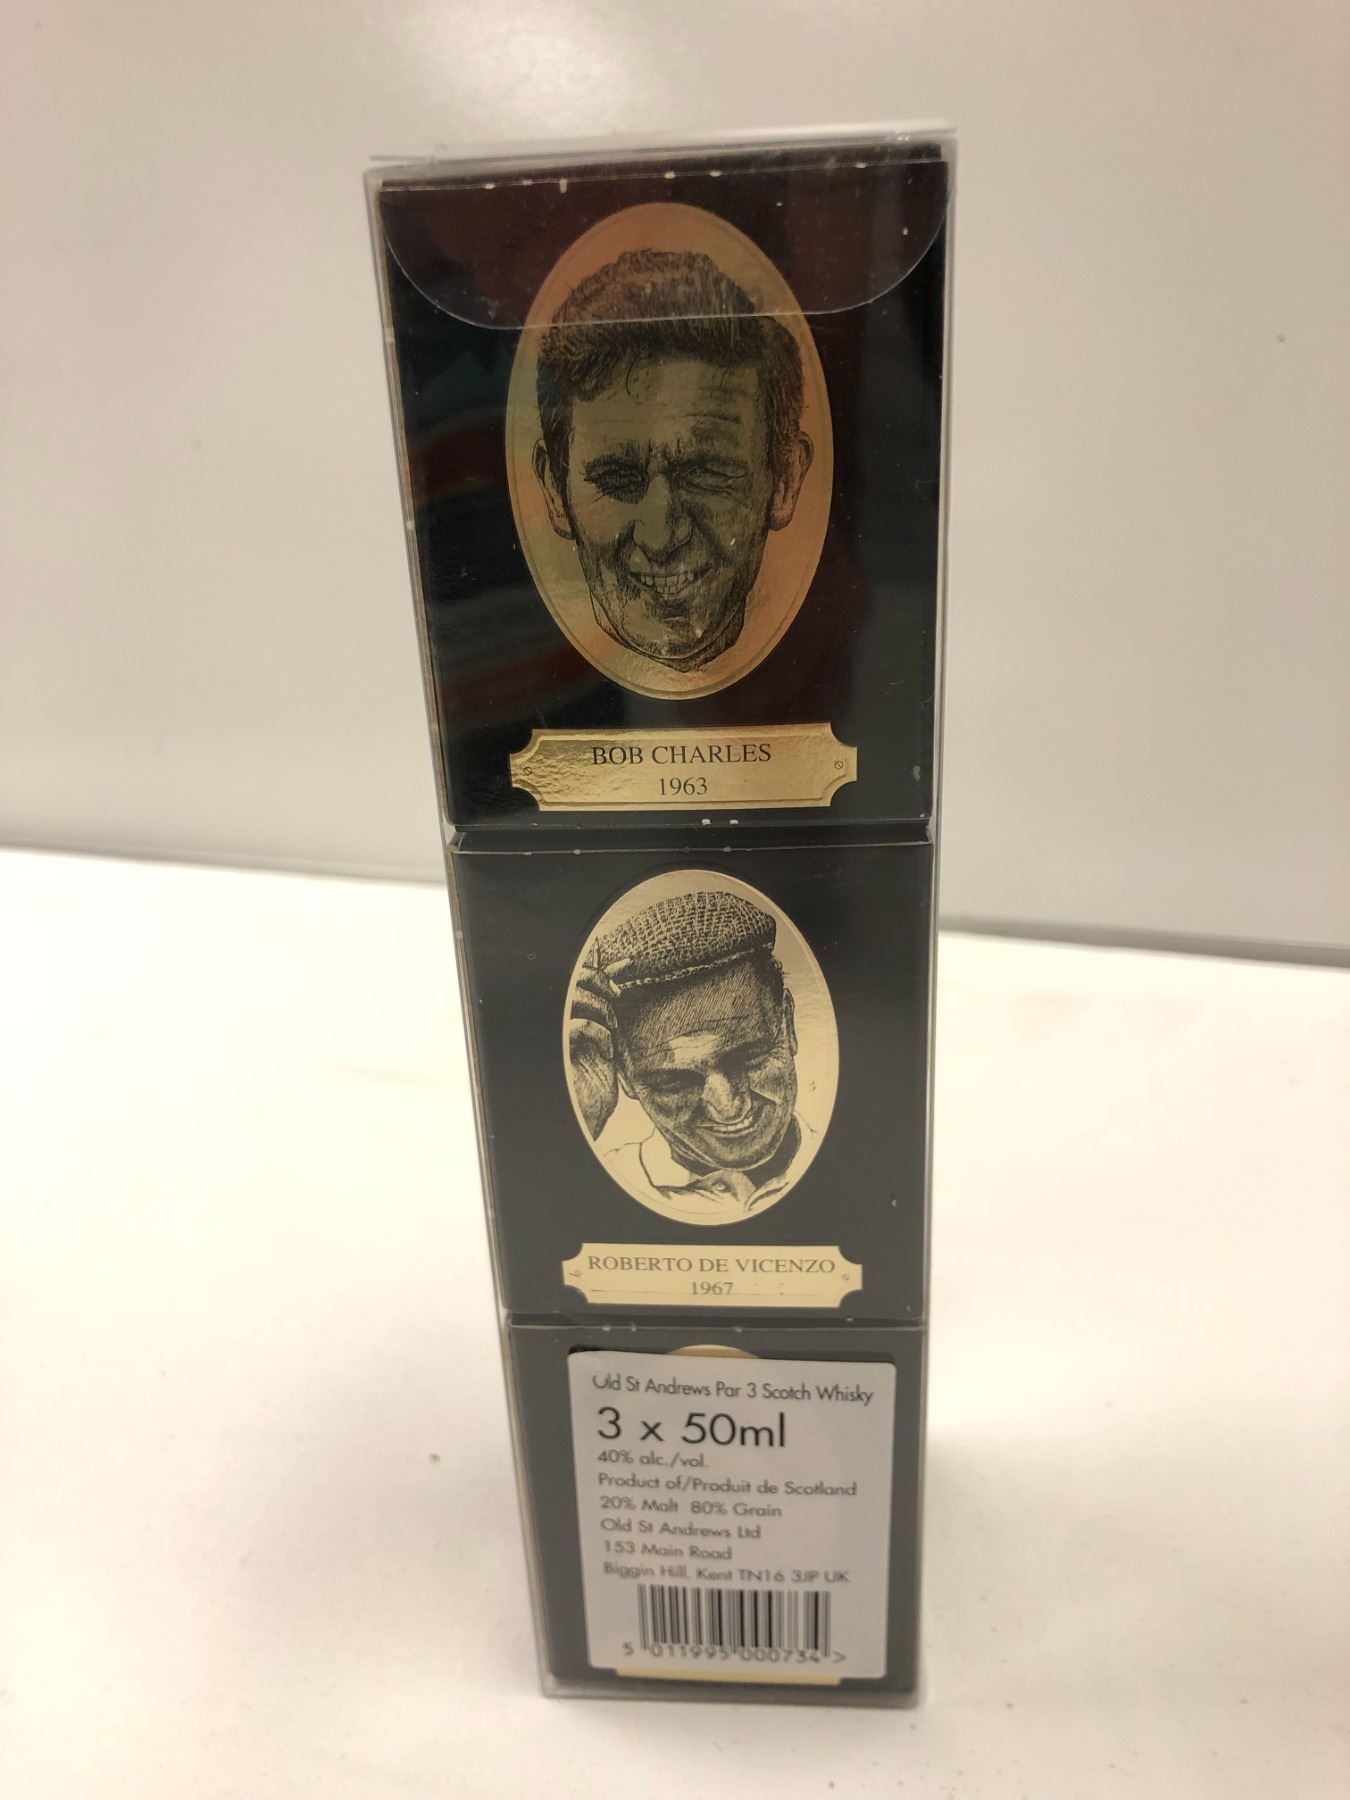 BOB CHARLES
1963
ROBERTO DE VICENZO
1967
Old St Andrews Par 3 Scotch Whisky
3 x 50ml
40% alc./vol.
Product of/Produit de Scotland
20% Malt 80% Grain
Old St Andrews Ltd
153 Main Road
Biggin Hill, Kent TN16 3JP UK
5 011995 000734 >